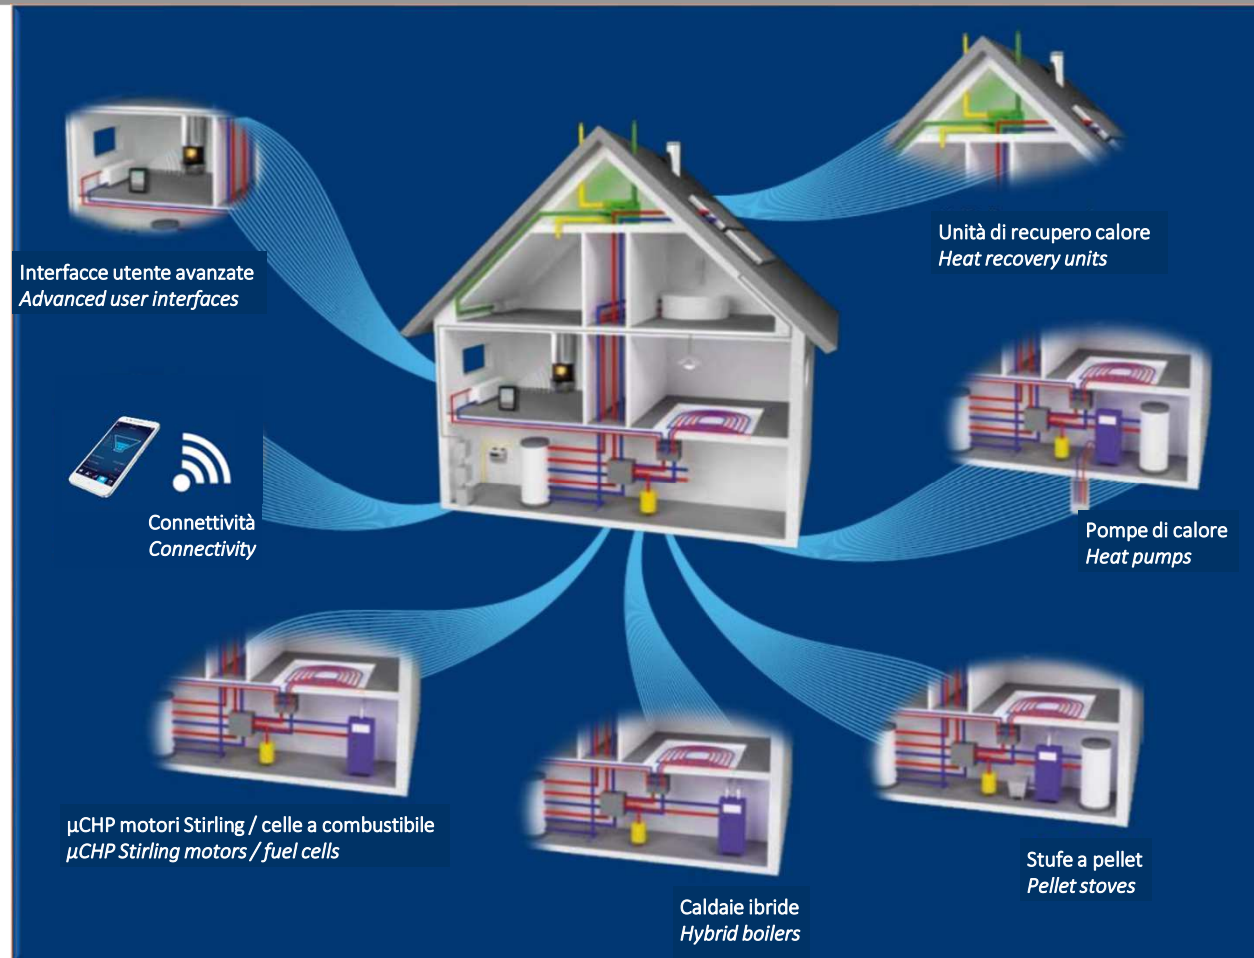 Unità di recupero calore
Heat recovery units
Interfacce utente avanzate
Advanced user interfaces
Connettività
Connectivity
Pompe di calore
Heat pumps
µCHP motori Stirling / celle a combustibile
µCHP Stirling motors / fuel cells
Stufe a pellet
Pellet stoves
Caldaie ibride
Hybrid boilers